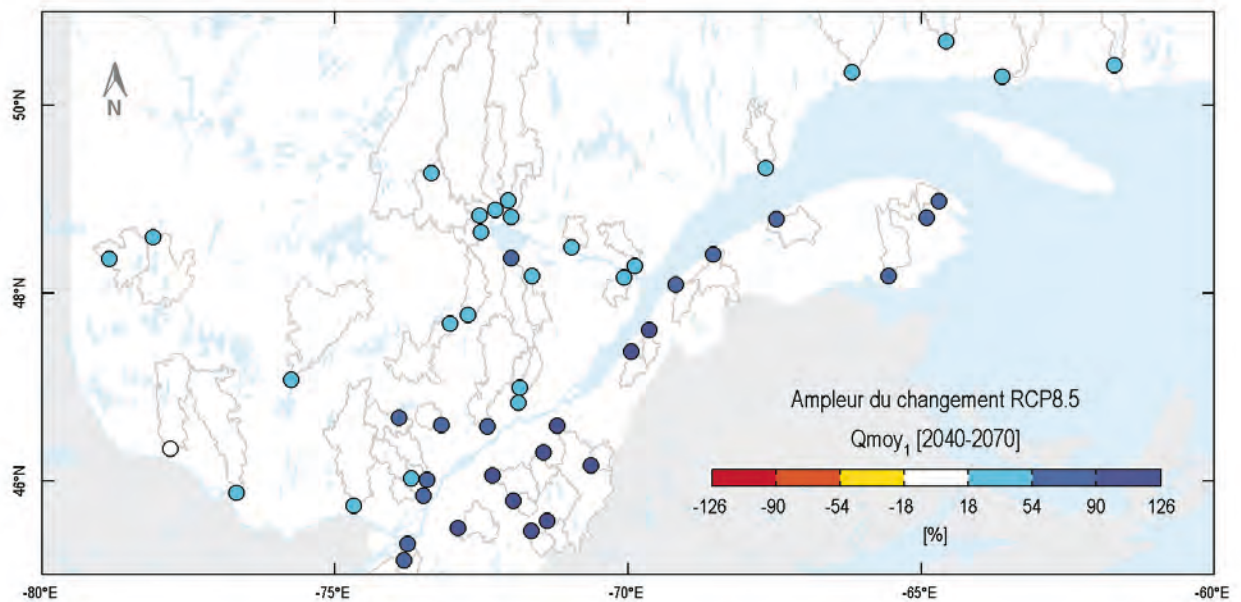 50°N
48°N
46°N
N
Ampleur du changement RCP8.5
Qmoy₁ [2040-2070]
-126 -90 -54 -18 18 54 90 126
[%]
-80°E -75°E -70°E -65°E -60°E